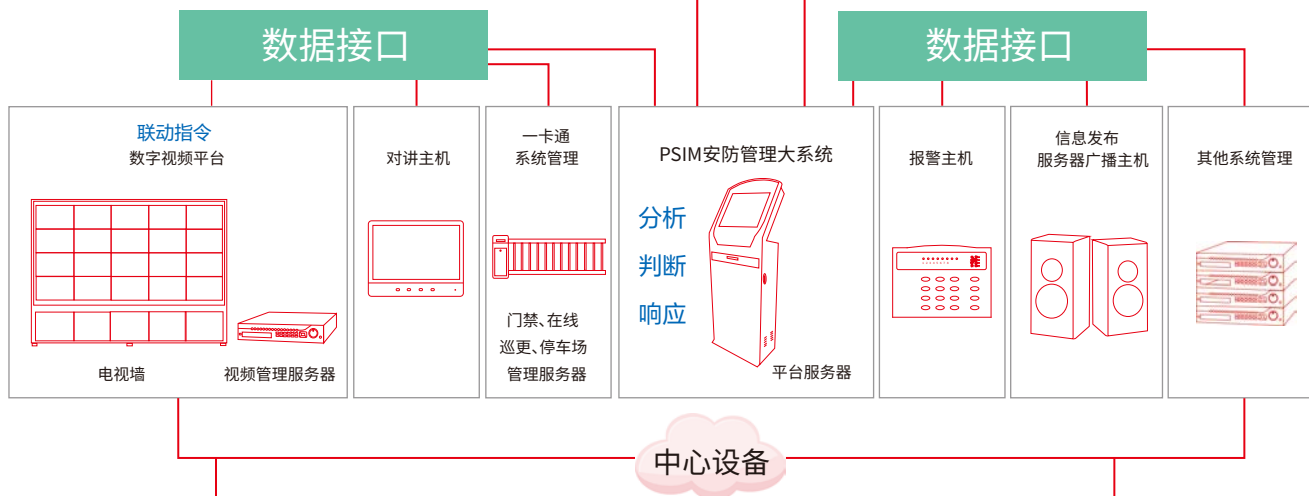 数据接口
数据接口
联动指令
数字视频平台
电视墙
视频管理服务器
对讲主机
一卡通
系统管理
门禁、在线
巡更、停车场
管理服务器
PSIM安防管理大系统
分析
判断
响应
平台服务器
报警主机
信息发布
服务器广播主机
其他系统管理
中心设备